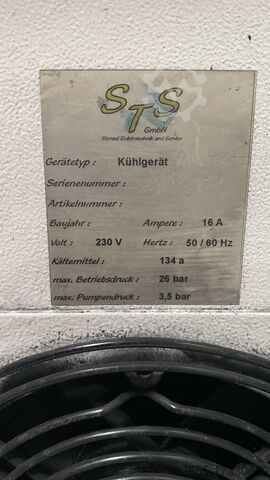 STS
GmbH
Gerätetyp : Kühlgerät
Seriennummer :
Artikelnummer :
Baujahr : Ampere : 16 A
Volt : 230 V Hertz : 50 / 60 Hz
Kältemittel : 134 a
max. Betriebsdruck : 26 bar
max. Pumpendruck : 3,5 bar